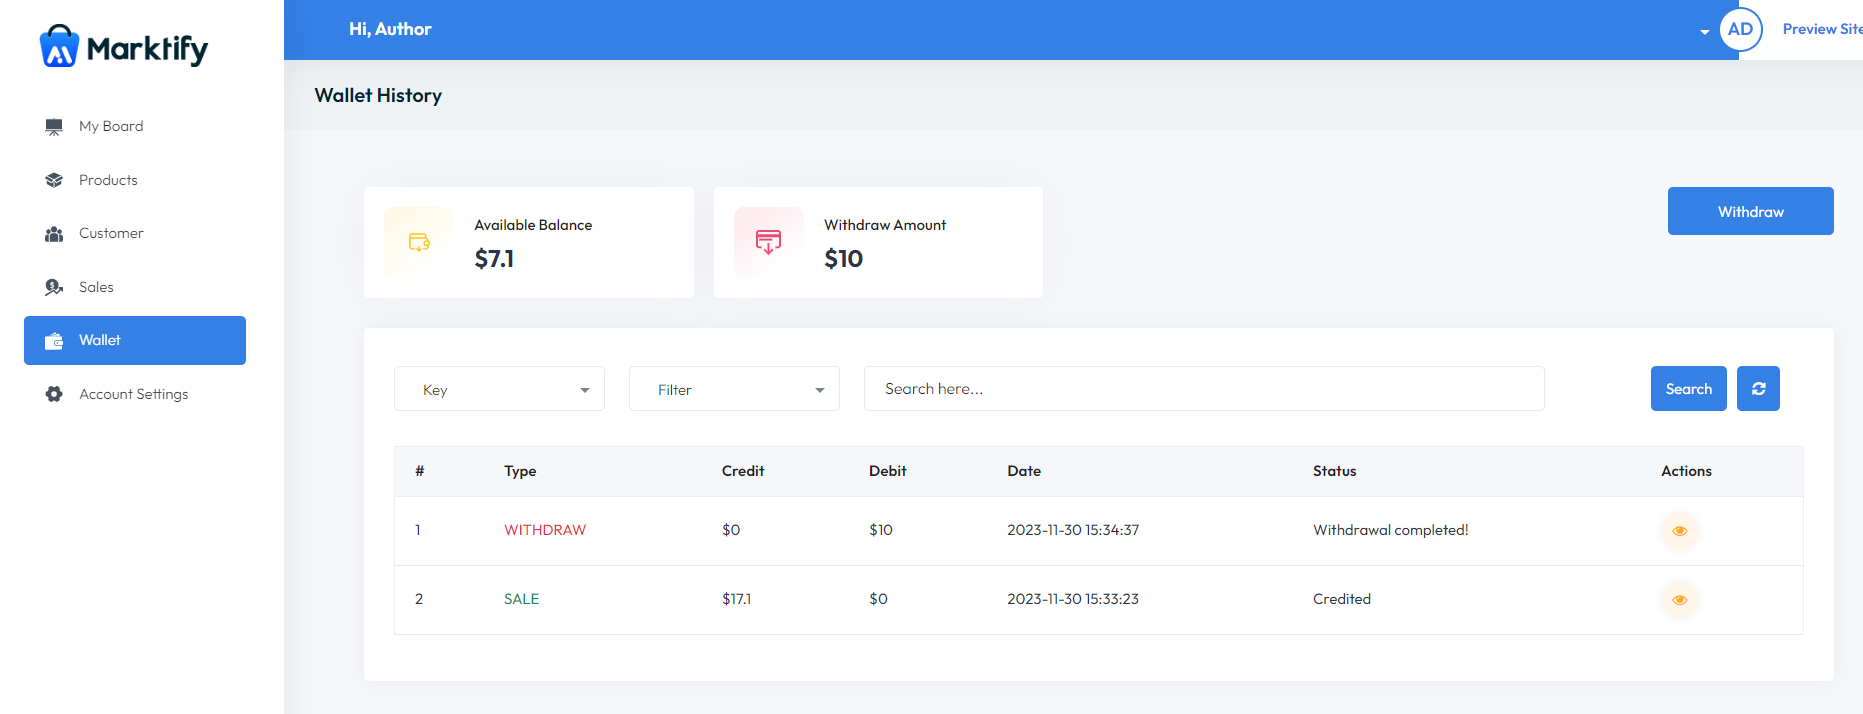 Marktify
Hi, Author
AD
Preview Site
Wallet History
My Board
Products
Customer
Sales
Wallet
Account Settings
Available Balance
$7.1
Withdraw Amount
$10
Withdraw
Key
Filter
Search here...
Search
# Type Credit Debit Date Status Actions
1 WITHDRAW $0 $10 2023-11-30 15:34:37 Withdrawal completed!
2 SALE $17.1 $0 2023-11-30 15:33:23 Credited